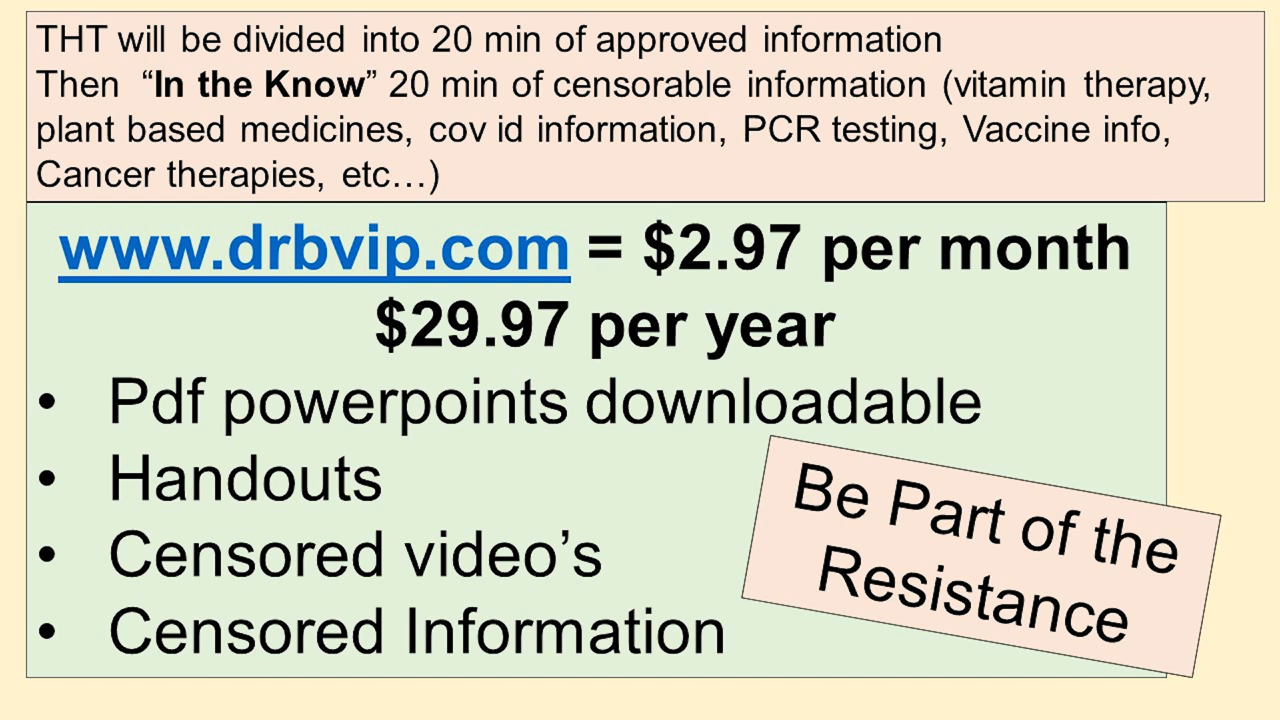 THT will be divided into 20 min of approved information
Then “In the Know” 20 min of censorable information (vitamin therapy,
plant based medicines, cov id information, PCR testing, Vaccine info,
Cancer therapies, etc…)
www.drbvip.com = $2.97 per month
$29.97 per year
• Pdf powerpoints downloadable
• Handouts
• Censored video’s
• Censored Information
Be Part of the
Resistance